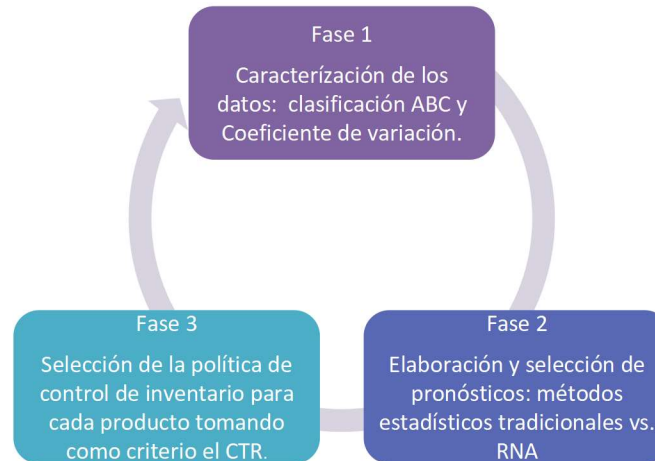 Fase 1
Caracterízación de los
datos:  clasificación ABC y
Coeficiente de variación.
Fase 3
Selección de la política de
control de inventario para
cada producto tomando
como criterio el CTR.
Fase 2
Elaboración y selección de
pronósticos: métodos
estadísticos tradicionales vs.
RNA